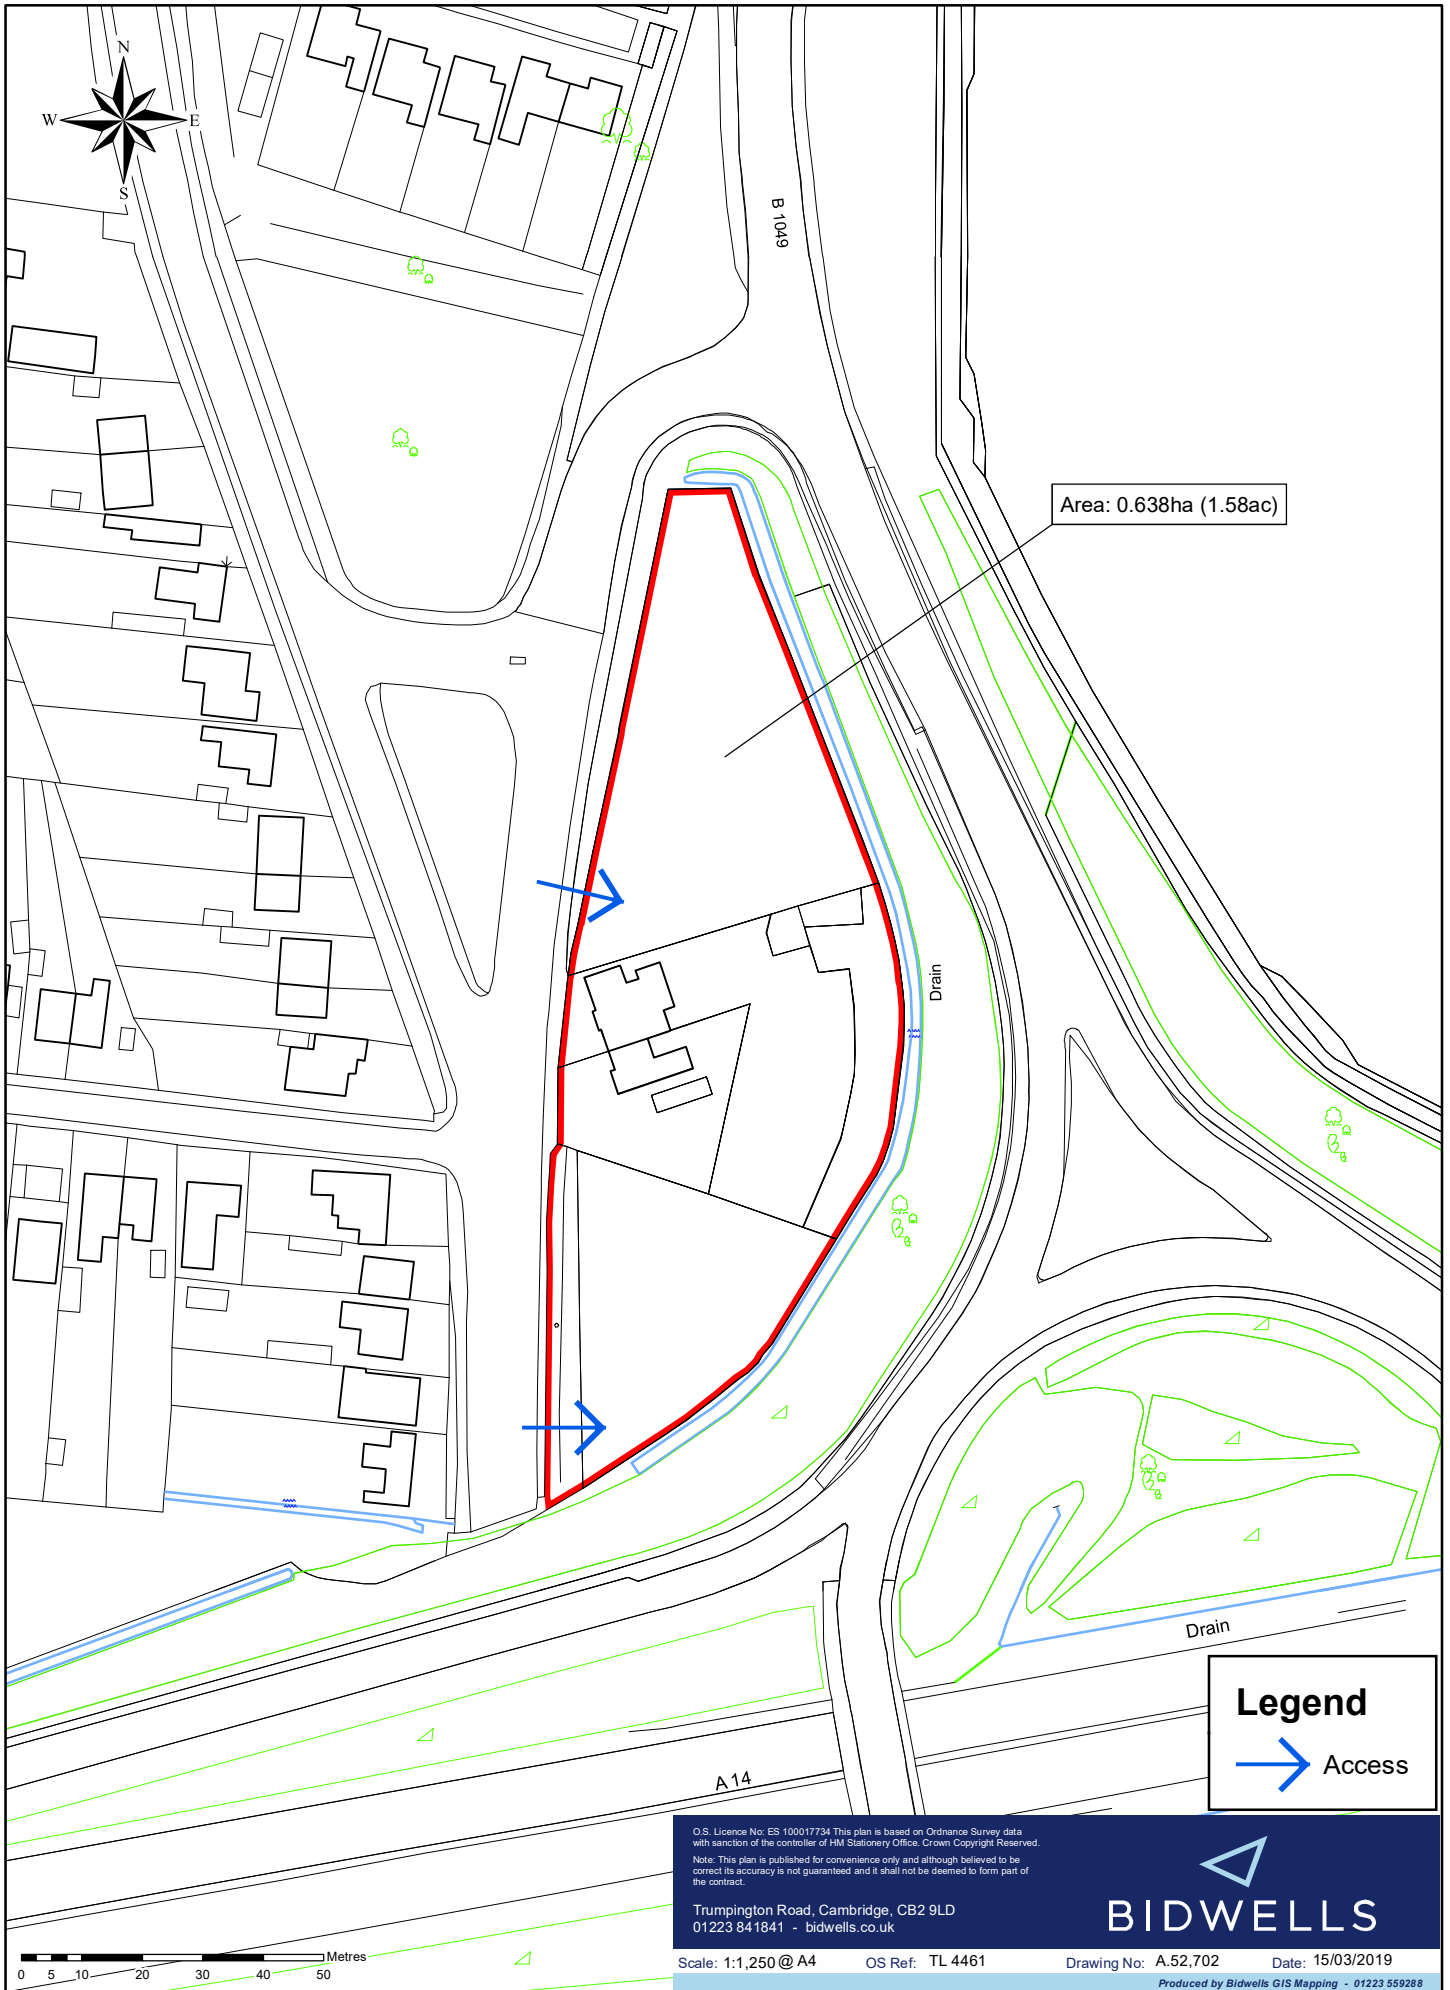 N
W E
S
B 1049
Area: 0.638ha (1.58ac)
Drain
Drain
A 14
Legend
Access
O.S. Licence No: ES 100017734 This plan is based on Ordnance Survey data
with sanction of the controller of HM Stationery Office. Crown Copyright Reserved.
Note: This plan is published for convenience only and although believed to be
correct its accuracy is not guaranteed and it shall not be deemed to form part of
the contract.
Trumpington Road, Cambridge, CB2 9LD
01223 841841 - bidwells.co.uk
BIDWELLS
Metres
0 5 10 20 30 40 50
Scale: 1:1,250 @ A4 OS Ref: TL 4461 Drawing No: A.52,702 Date: 15/03/2019
Produced by Bidwells GIS Mapping - 01223 559288